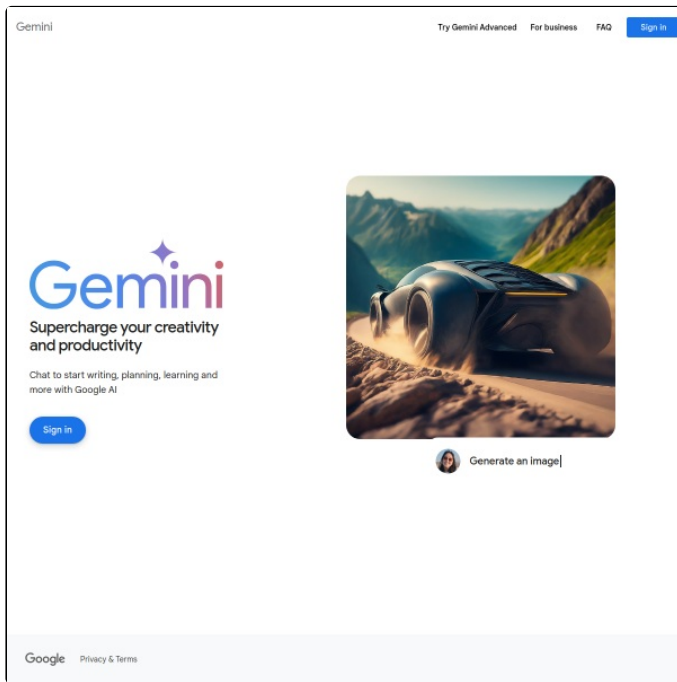 Gemini
Try Gemini Advanced For business FAQ Sign in
Gemini
Supercharge your creativity
and productivity
Chat to start writing, planning, learning and
more with Google AI
Sign in
Generate an image
Google Privacy & Terms